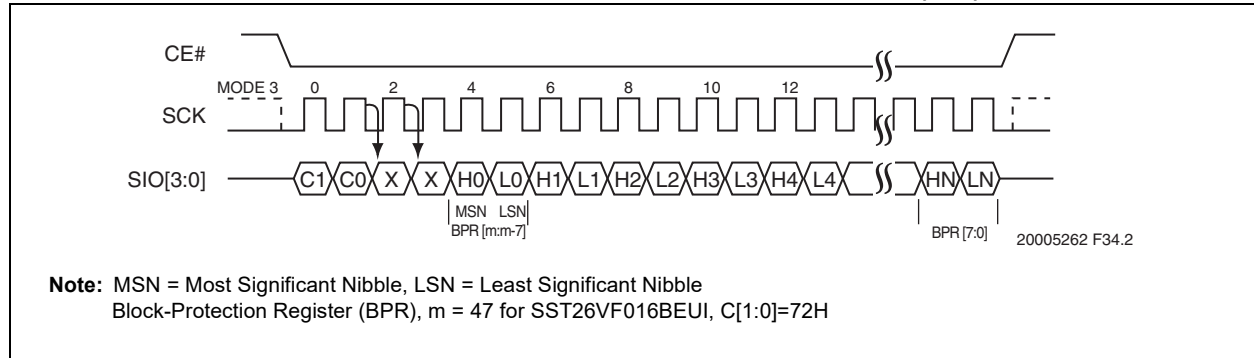 CE#
MODE 3 0 2 4 6 8 10 12
SCK
SIO[3:0] C1 C0 X X H0 L0 H1 L1 H2 L2 H3 L3 H4 L4 HN LN
MSN LSN
BPR [m:m-7] BPR [7:0]
20005262 F34.2
Note: MSN = Most Significant Nibble, LSN = Least Significant Nibble
Block-Protection Register (BPR), m = 47 for SST26VF016BEUI, C[1:0]=72H